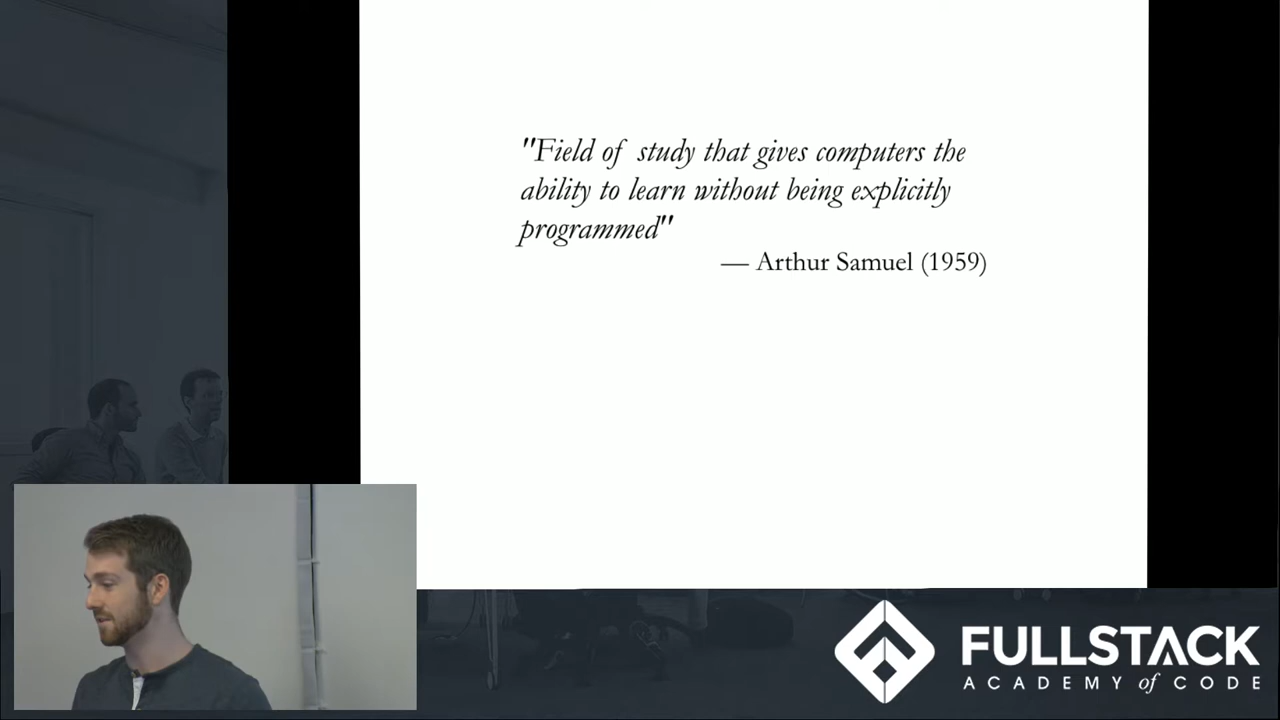 "Field of study that gives computers the
ability to learn without being explicitly
programmed"
— Arthur Samuel (1959)
FULLSTACK
ACADEMY of CODE